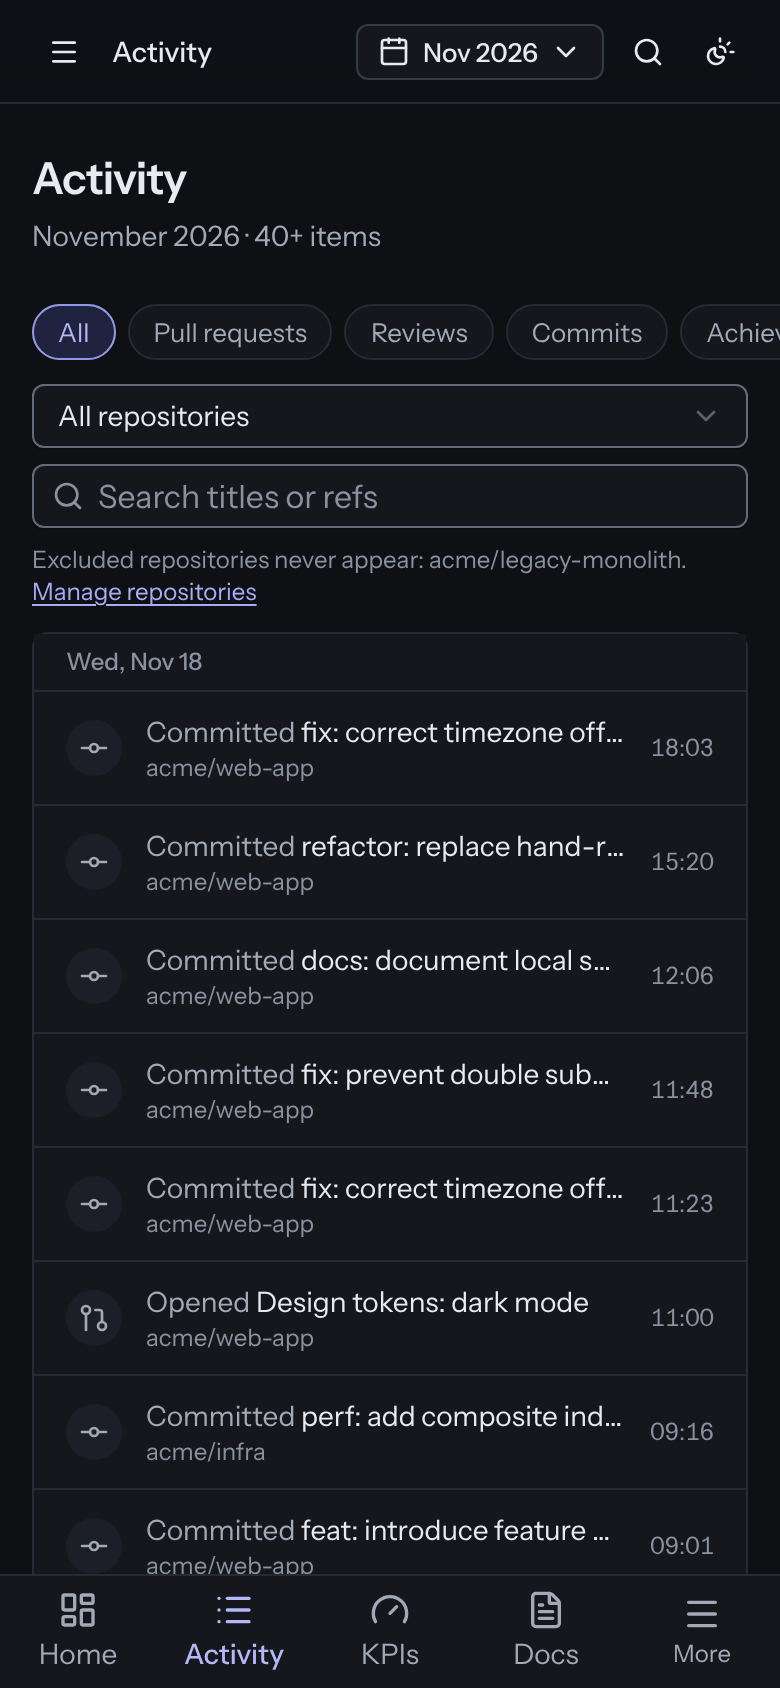 Activity
Nov 2026
Activity
November 2026 · 40+ items
All
Pull requests
Reviews
Commits
Achiev
All repositories
Search titles or refs
Excluded repositories never appear: acme/legacy-monolith.
Manage repositories
Wed, Nov 18
Committed fix: correct timezone off...
18:03
acme/web-app
Committed refactor: replace hand-r...
15:20
acme/web-app
Committed docs: document local s...
12:06
acme/web-app
Committed fix: prevent double sub...
11:48
acme/web-app
Committed fix: correct timezone off...
11:23
acme/web-app
Opened Design tokens: dark mode
11:00
acme/web-app
Committed perf: add composite ind...
09:16
acme/infra
Committed feat: introduce feature ...
09:01
acme/web-app
Home
Activity
KPIs
Docs
More